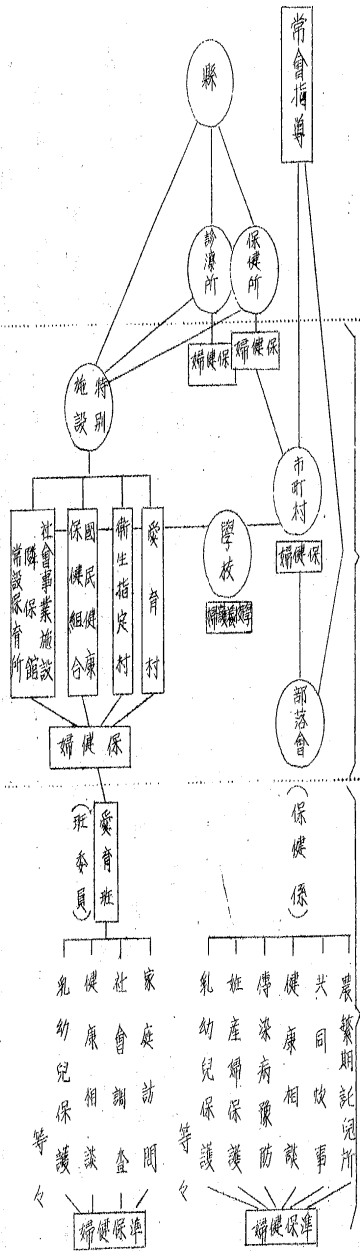 常會指導
縣
保健所
診療所
婦健保
婦健保
特別
施設
市町村
婦健保
學校
愛育村
衞生指定村
國民健康
保健組合
社會事業施設
隣保館
常設保育所
婦健保
部落會
(保健係)
愛育班
(班委員)
農繁期託兒所
共同炊事
健康相談
傳染病豫防
姙産婦保護
乳幼兒保護
等々
家庭訪問
社會調査
健康相談
乳幼兒保護
等々
婦健保準
婦健保準